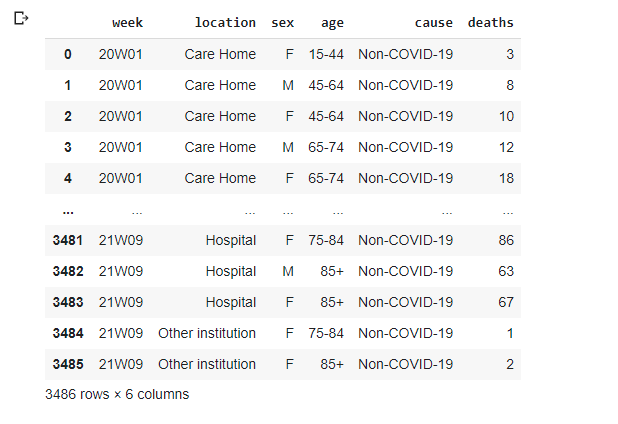 week location sex age cause deaths
0 20W01 Care Home F 15-44 Non-COVID-19 3
1 20W01 Care Home M 45-64 Non-COVID-19 8
2 20W01 Care Home F 45-64 Non-COVID-19 10
3 20W01 Care Home M 65-74 Non-COVID-19 12
4 20W01 Care Home F 65-74 Non-COVID-19 18
... ... ... ... ... ... ...
3481 21W09 Hospital F 75-84 Non-COVID-19 86
3482 21W09 Hospital M 85+ Non-COVID-19 63
3483 21W09 Hospital F 85+ Non-COVID-19 67
3484 21W09 Other institution F 75-84 Non-COVID-19 1
3485 21W09 Other institution F 85+ Non-COVID-19 2
3486 rows × 6 columns